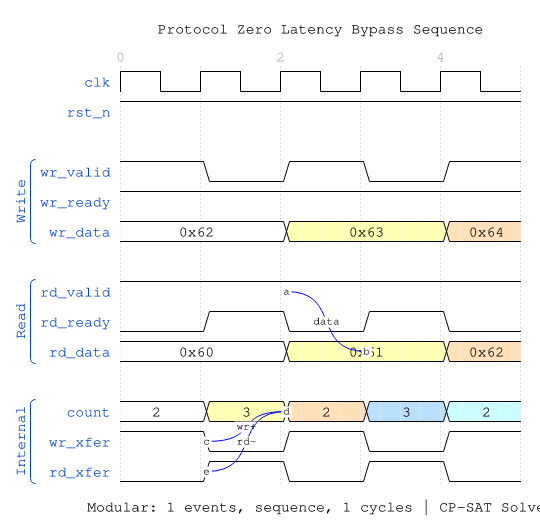 Protocol Zero Latency Bypass Sequence
0 2 4
clk
rst_n
Write
wr_valid
wr_ready
wr_data 0x62 0x63 0x64
Read
rd_valid a
rd_ready data
rd_data 0x60 b 0x62
Internal
count 2 3 d 2 3 2
wr+
wr_xfer c rd-
rd_xfer e
Modular: 1 events, sequence, 1 cycles | CP-SAT Solve